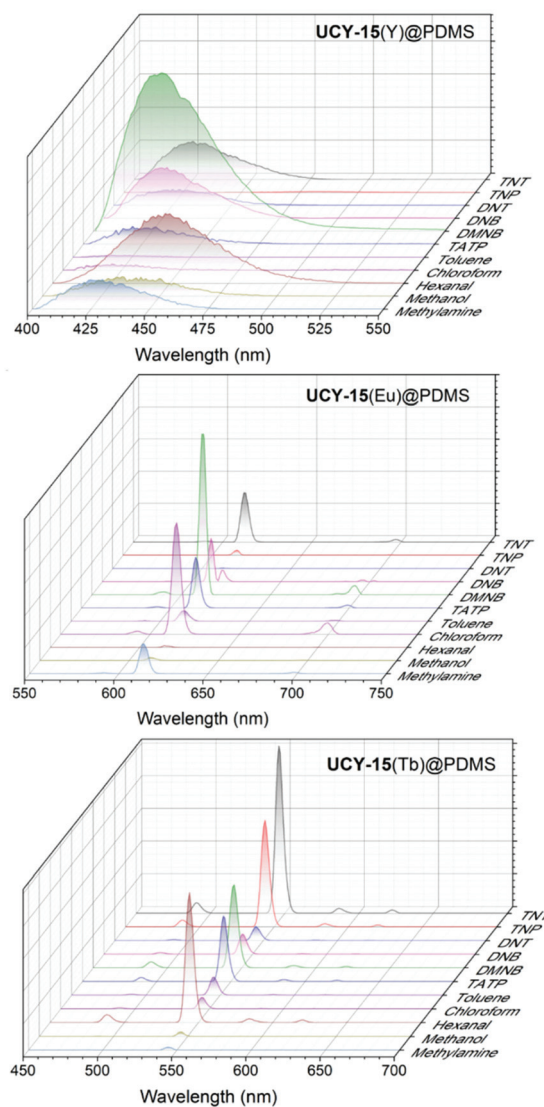 UCY-15(Y)@PDMS
TNT
TNP
DNT
DNB
DMNB
TATP
Toluene
Chloroform
Hexanal
Methanol
Methylamine
400 425 450 475 500 525 550
Wavelength (nm)
UCY-15(Eu)@PDMS
TNT
TNP
DNT
DNB
DMNB
TATP
Toluene
Chloroform
Hexanal
Methanol
Methylamine
550 600 650 700 750
Wavelength (nm)
UCY-15(Tb)@PDMS
TNT
TNP
DNT
DNB
DMNB
TATP
Toluene
Chloroform
Hexanal
Methanol
Methylamine
450 500 550 600 650 700
Wavelength (nm)